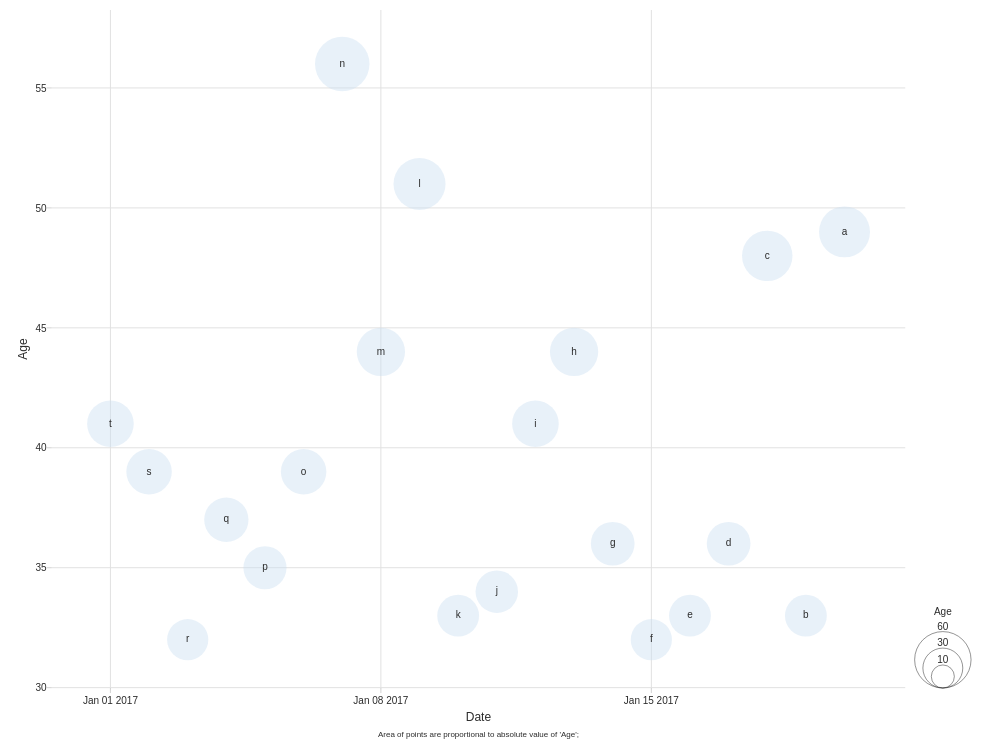 n
55
l
50
a
c
45
m
h
Age
t
i
40
s
o
q
g
d
35
p
j
k
e
b
Age
60
r
f
30
10
30
Jan 01 2017
Jan 08 2017
Jan 15 2017
Date
Area of points are proportional to absolute value of 'Age';